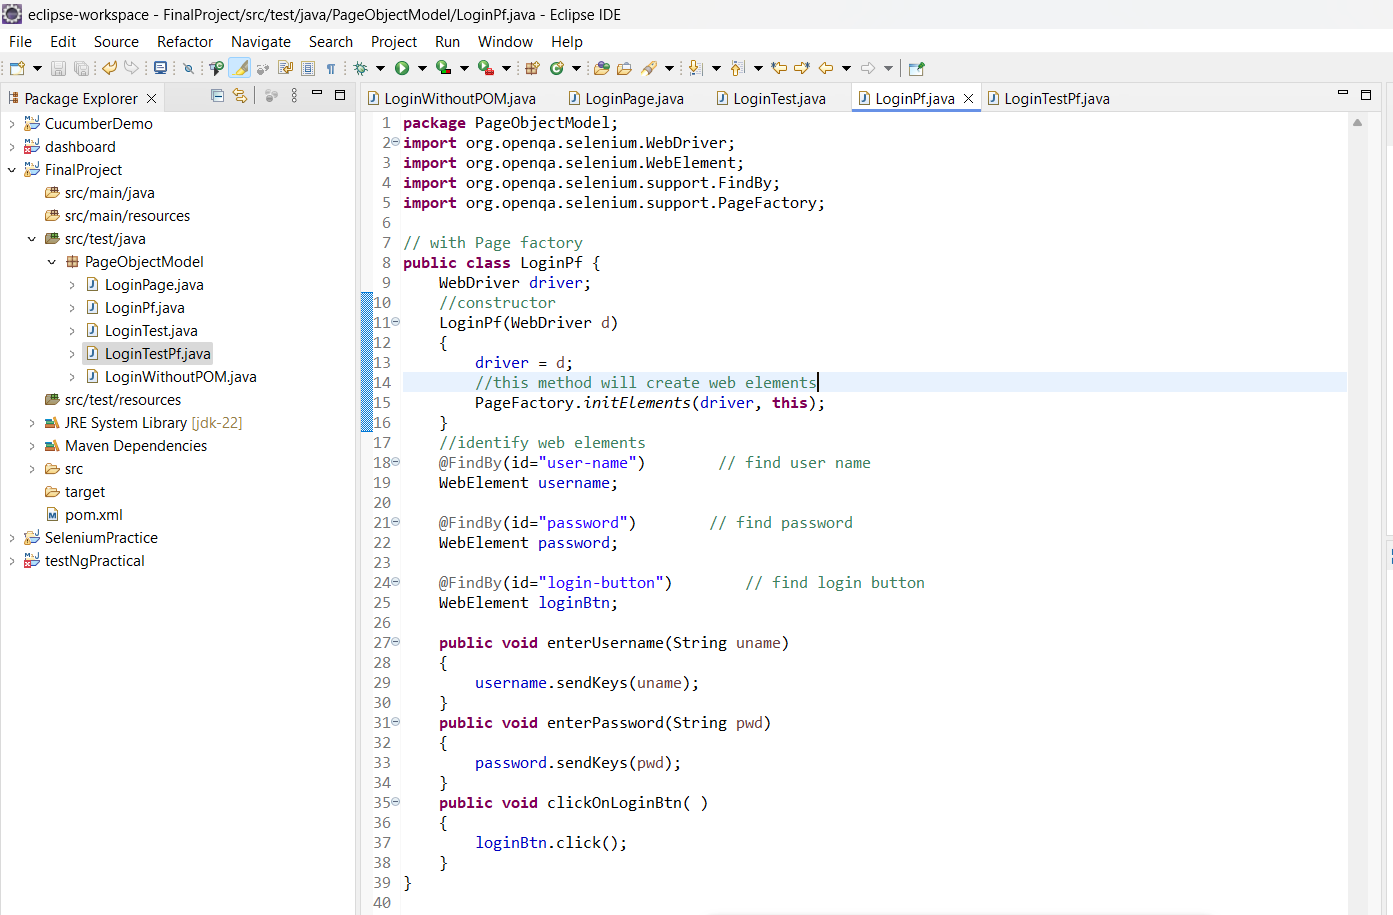 eclipse-workspace - FinalProject/src/test/java/PageObjectModel/LoginPf.java - Eclipse IDE
File Edit Source Refactor Navigate Search Project Run Window Help
Package Explorer
CucumberDemo
dashboard
FinalProject
src/main/java
src/main/resources
src/test/java
PageObjectModel
LoginPage.java
LoginPf.java
LoginTest.java
LoginTestPf.java
LoginWithoutPOM.java
src/test/resources
JRE System Library [jdk-22]
Maven Dependencies
src
target
pom.xml
SeleniumPractice
testNgPractical
LoginWithoutPOM.java LoginPage.java LoginTest.java LoginPf.java LoginTestPf.java
1 package PageObjectModel;
2 import org.openqa.selenium.WebDriver;
3 import org.openqa.selenium.WebElement;
4 import org.openqa.selenium.support.FindBy;
5 import org.openqa.selenium.support.PageFactory;
6
7 // with Page factory
8 public class LoginPf {
9 WebDriver driver;
10 //constructor
11 LoginPf(WebDriver d)
12 {
13 driver = d;
14 //this method will create web elements
15 PageFactory.initElements(driver, this);
16 }
17 //identify web elements
18 @FindBy(id="user-name") // find user name
19 WebElement username;
20
21 @FindBy(id="password") // find password
22 WebElement password;
23
24 @FindBy(id="login-button") // find login button
25 WebElement loginBtn;
26
27 public void enterUsername(String uname)
28 {
29 username.sendKeys(uname);
30 }
31 public void enterPassword(String pwd)
32 {
33 password.sendKeys(pwd);
34 }
35 public void clickOnLoginBtn( )
36 {
37 loginBtn.click();
38 }
39 }
40